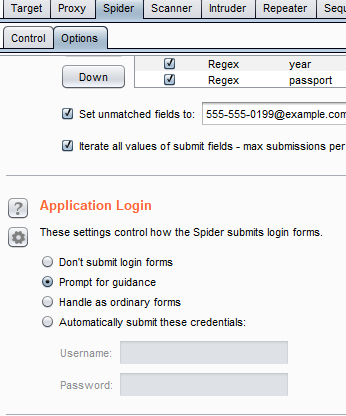 Target Proxy Spider Scanner Intruder Repeater
Control Options
Down
Regex year
Regex passport
Set unmatched fields to: 555-555-0199@example.com
Iterate all values of submit fields - max submissions per
Application Login
These settings control how the Spider submits login forms.
Don't submit login forms
Prompt for guidance
Handle as ordinary forms
Automatically submit these credentials:
Username:
Password: